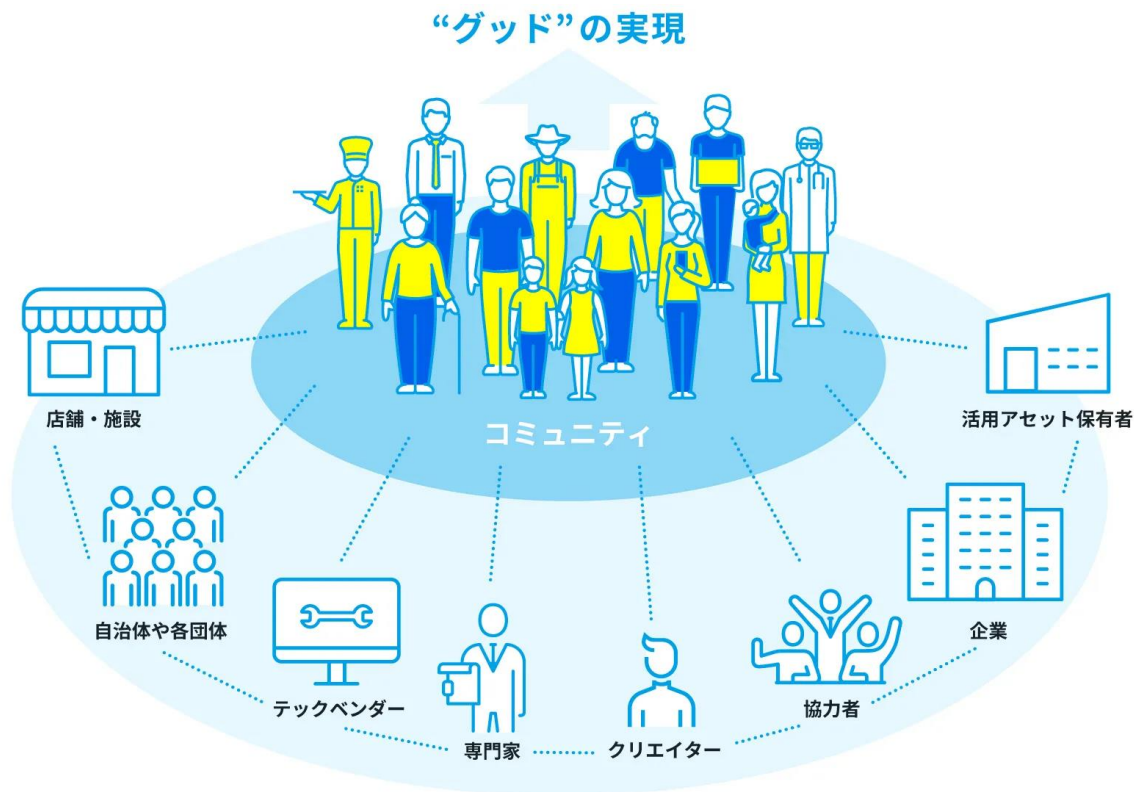 “グッド”の実現
コミュニティ
店舗・施設
活用アセット保有者
自治体や各団体
企業
テックベンダー
協力者
専門家
クリエイター